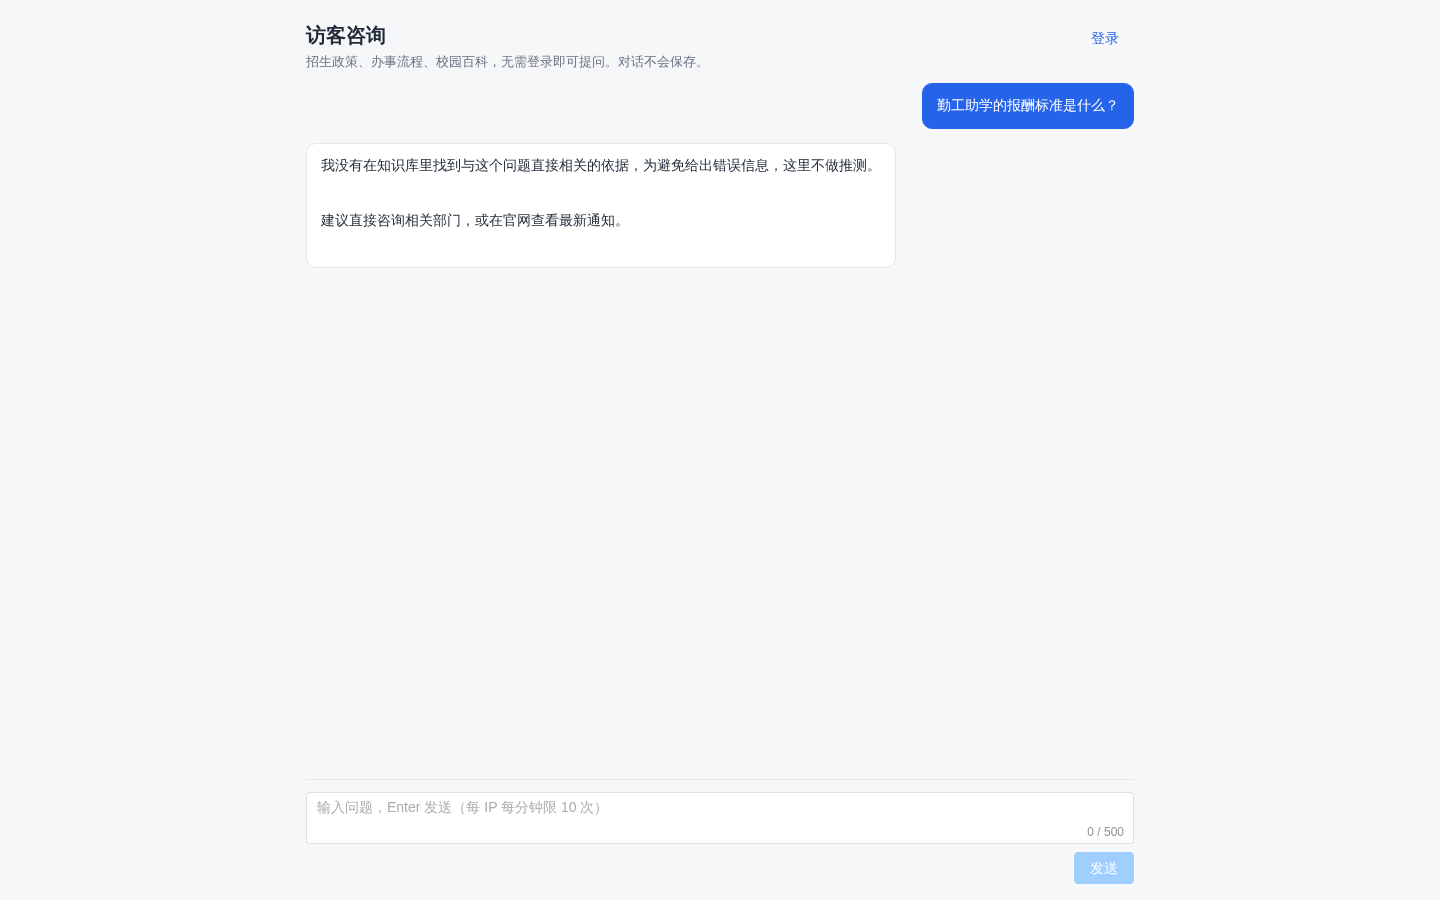 访客咨询
登录
招生政策、办事流程、校园百科，无需登录即可提问。对话不会保存。
勤工助学的报酬标准是什么？
我没有在知识库里找到与这个问题直接相关的依据，为避免给出错误信息，这里不做推测。
建议直接咨询相关部门，或在官网查看最新通知。
输入问题，Enter 发送（每 IP 每分钟限 10 次）
0 / 500
发送